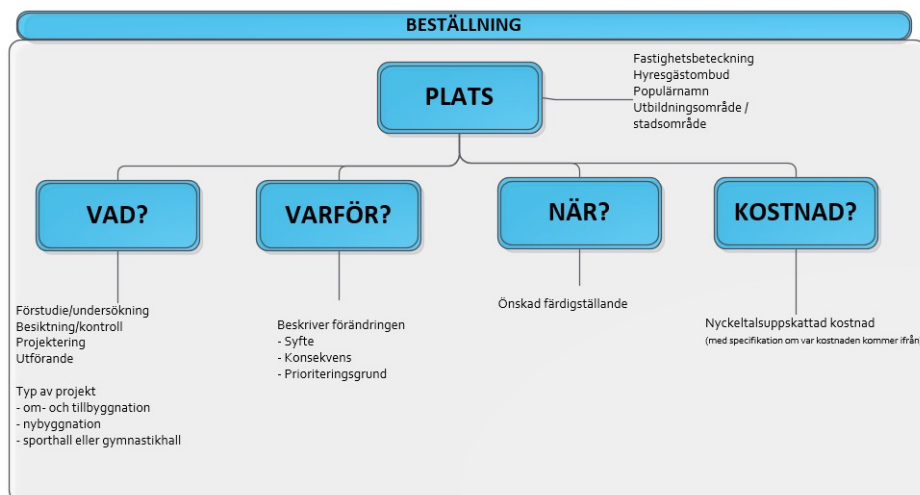 BESTÄLLNING
PLATS
Fastighetsbeteckning
Hyresgästombud
Populärnamn
Utbildningsområde /
stadsområde
VAD?
VARFÖR?
NÄR?
KOSTNAD?
Förstudie/undersökning
Besiktning/kontroll
Projektering
Utförande
Typ av projekt
- om- och tillbyggnation
- nybyggnation
- sporthall eller gymnastikhall
Beskriver förändringen
- Syfte
- Konsekvens
- Prioriteringsgrund
Önskad färdigställande
Nyckeltalsuppskattad kostnad
(med specifikation om var kostnaden kommer ifrån)